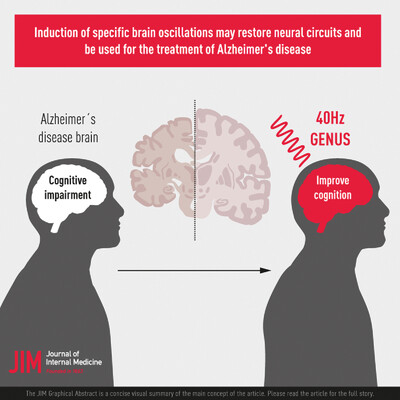 Induction of specific brain oscillations may restore neural circuits and
be used for the treatment of Alzheimer's disease
Alzheimer´s
disease brain
40Hz
GENUS
Cognitive
impairment
Improve
cognition
JIM Journal of
Internal Medicine
The JIM Graphical Abstract is a concise visual summary of the main concept of the article. Please read the article for the full story.